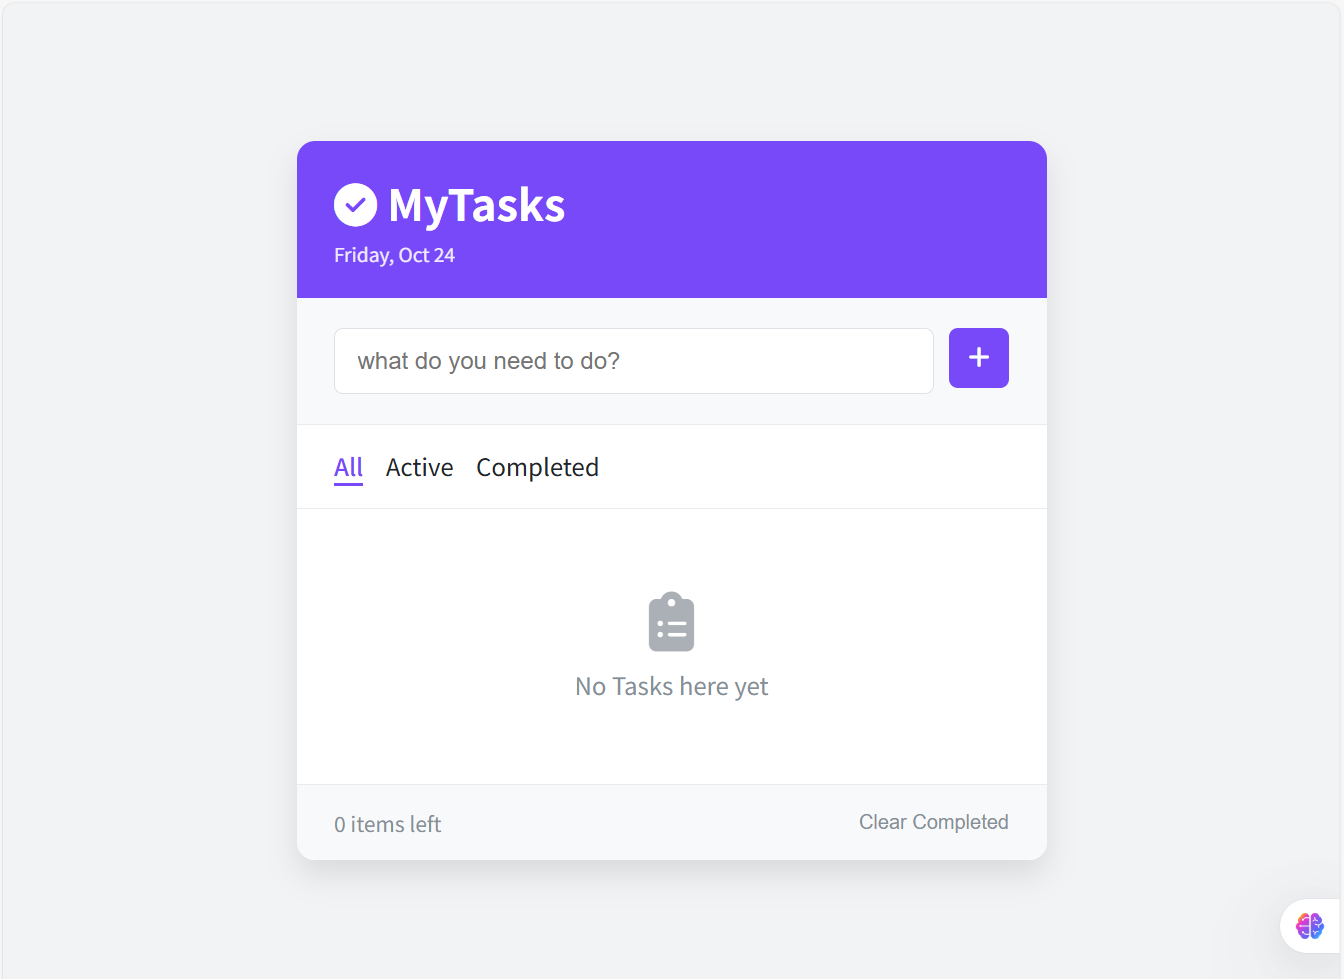 MyTasks
Friday, Oct 24
what do you need to do?
All Active Completed
No Tasks here yet
0 items left Clear Completed